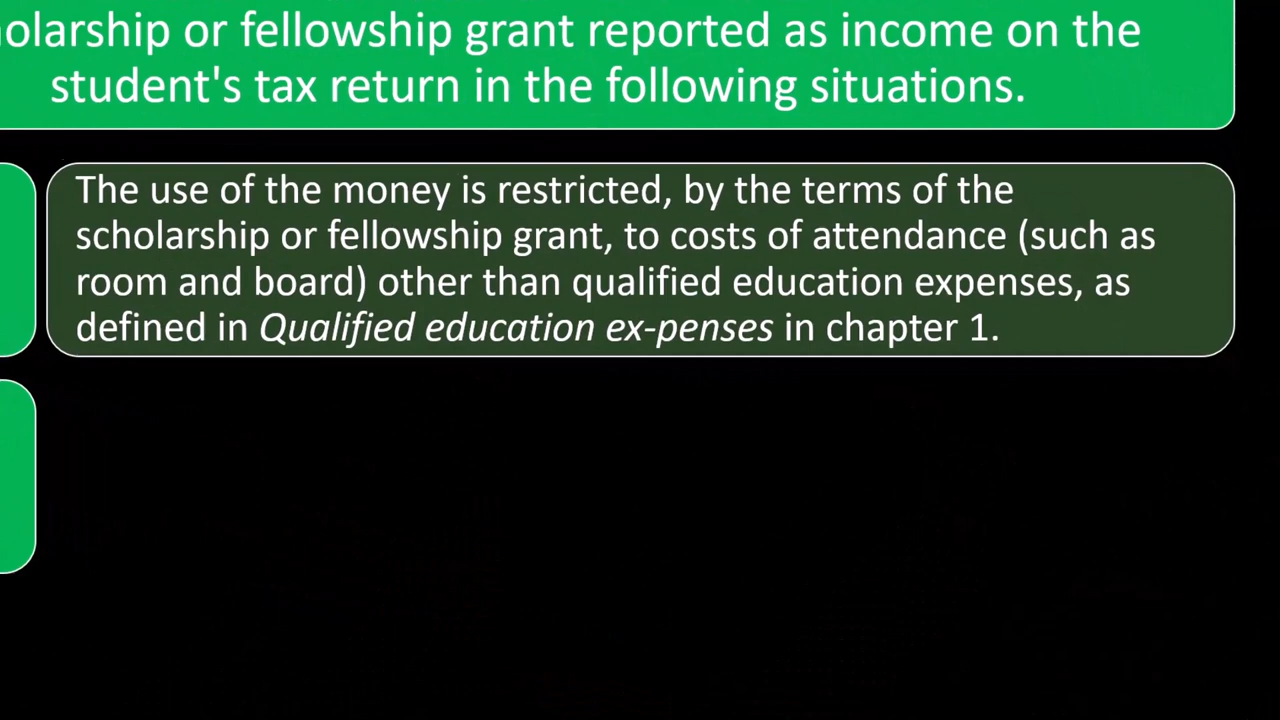 olarship or fellowship grant reported as income on the
student's tax return in the following situations.
The use of the money is restricted, by the terms of the
scholarship or fellowship grant, to costs of attendance (such as
room and board) other than qualified education expenses, as
defined in Qualified education ex-penses in chapter 1.